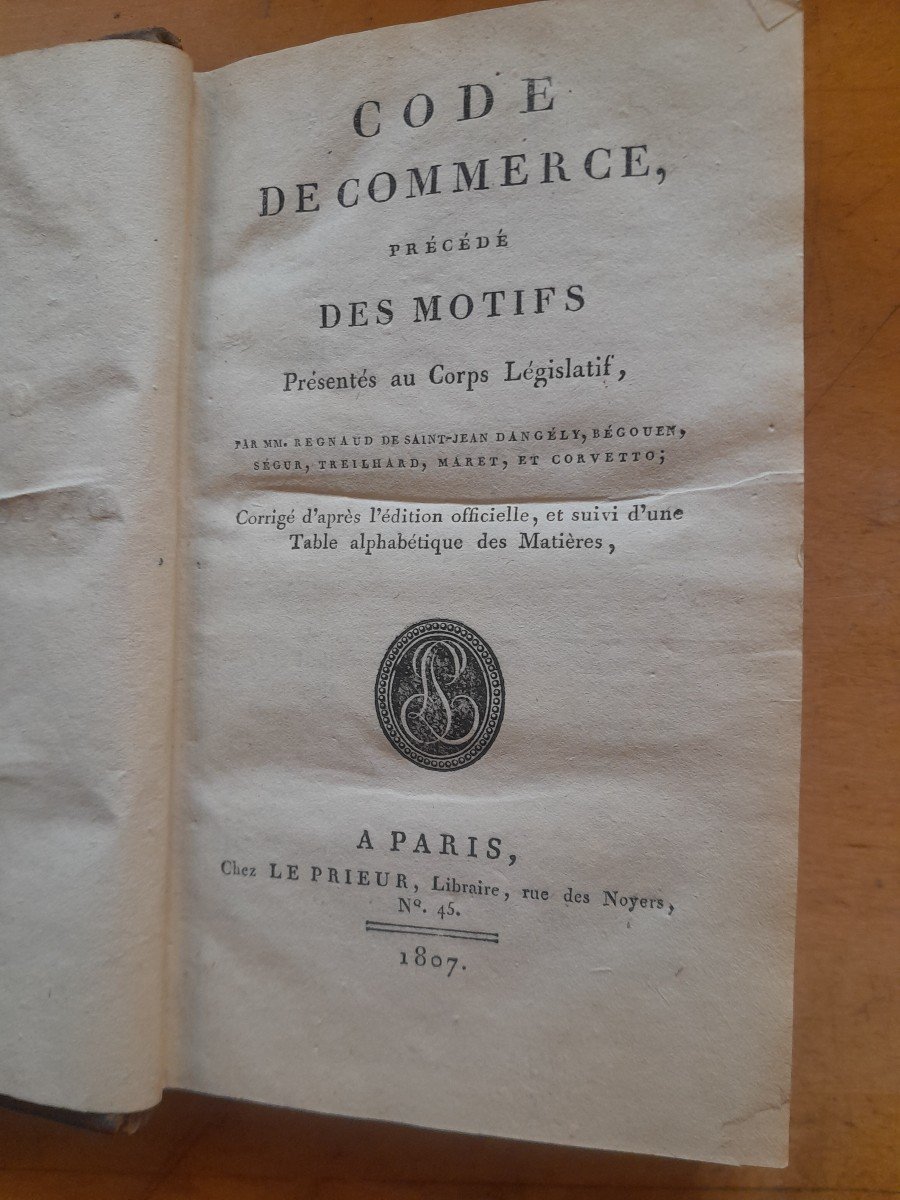 CODE
DE COMMERCE,
PRÉCÉDÉ
DES MOTIFS
Présentés au Corps Législatif,
PAR MM. REGNAUD DE SAINT-JEAN DANGÉLY, BÉGOUEN,
SÉGUR, TREILHARD, MARET, ET CORVETTO;
Corrigé d'après l'édition officielle, et suivi d'une
Table alphabétique des Matières,
A PARIS,
Chez LE PRIEUR, Libraire, rue des Noyers,
Nº. 45.
1807.